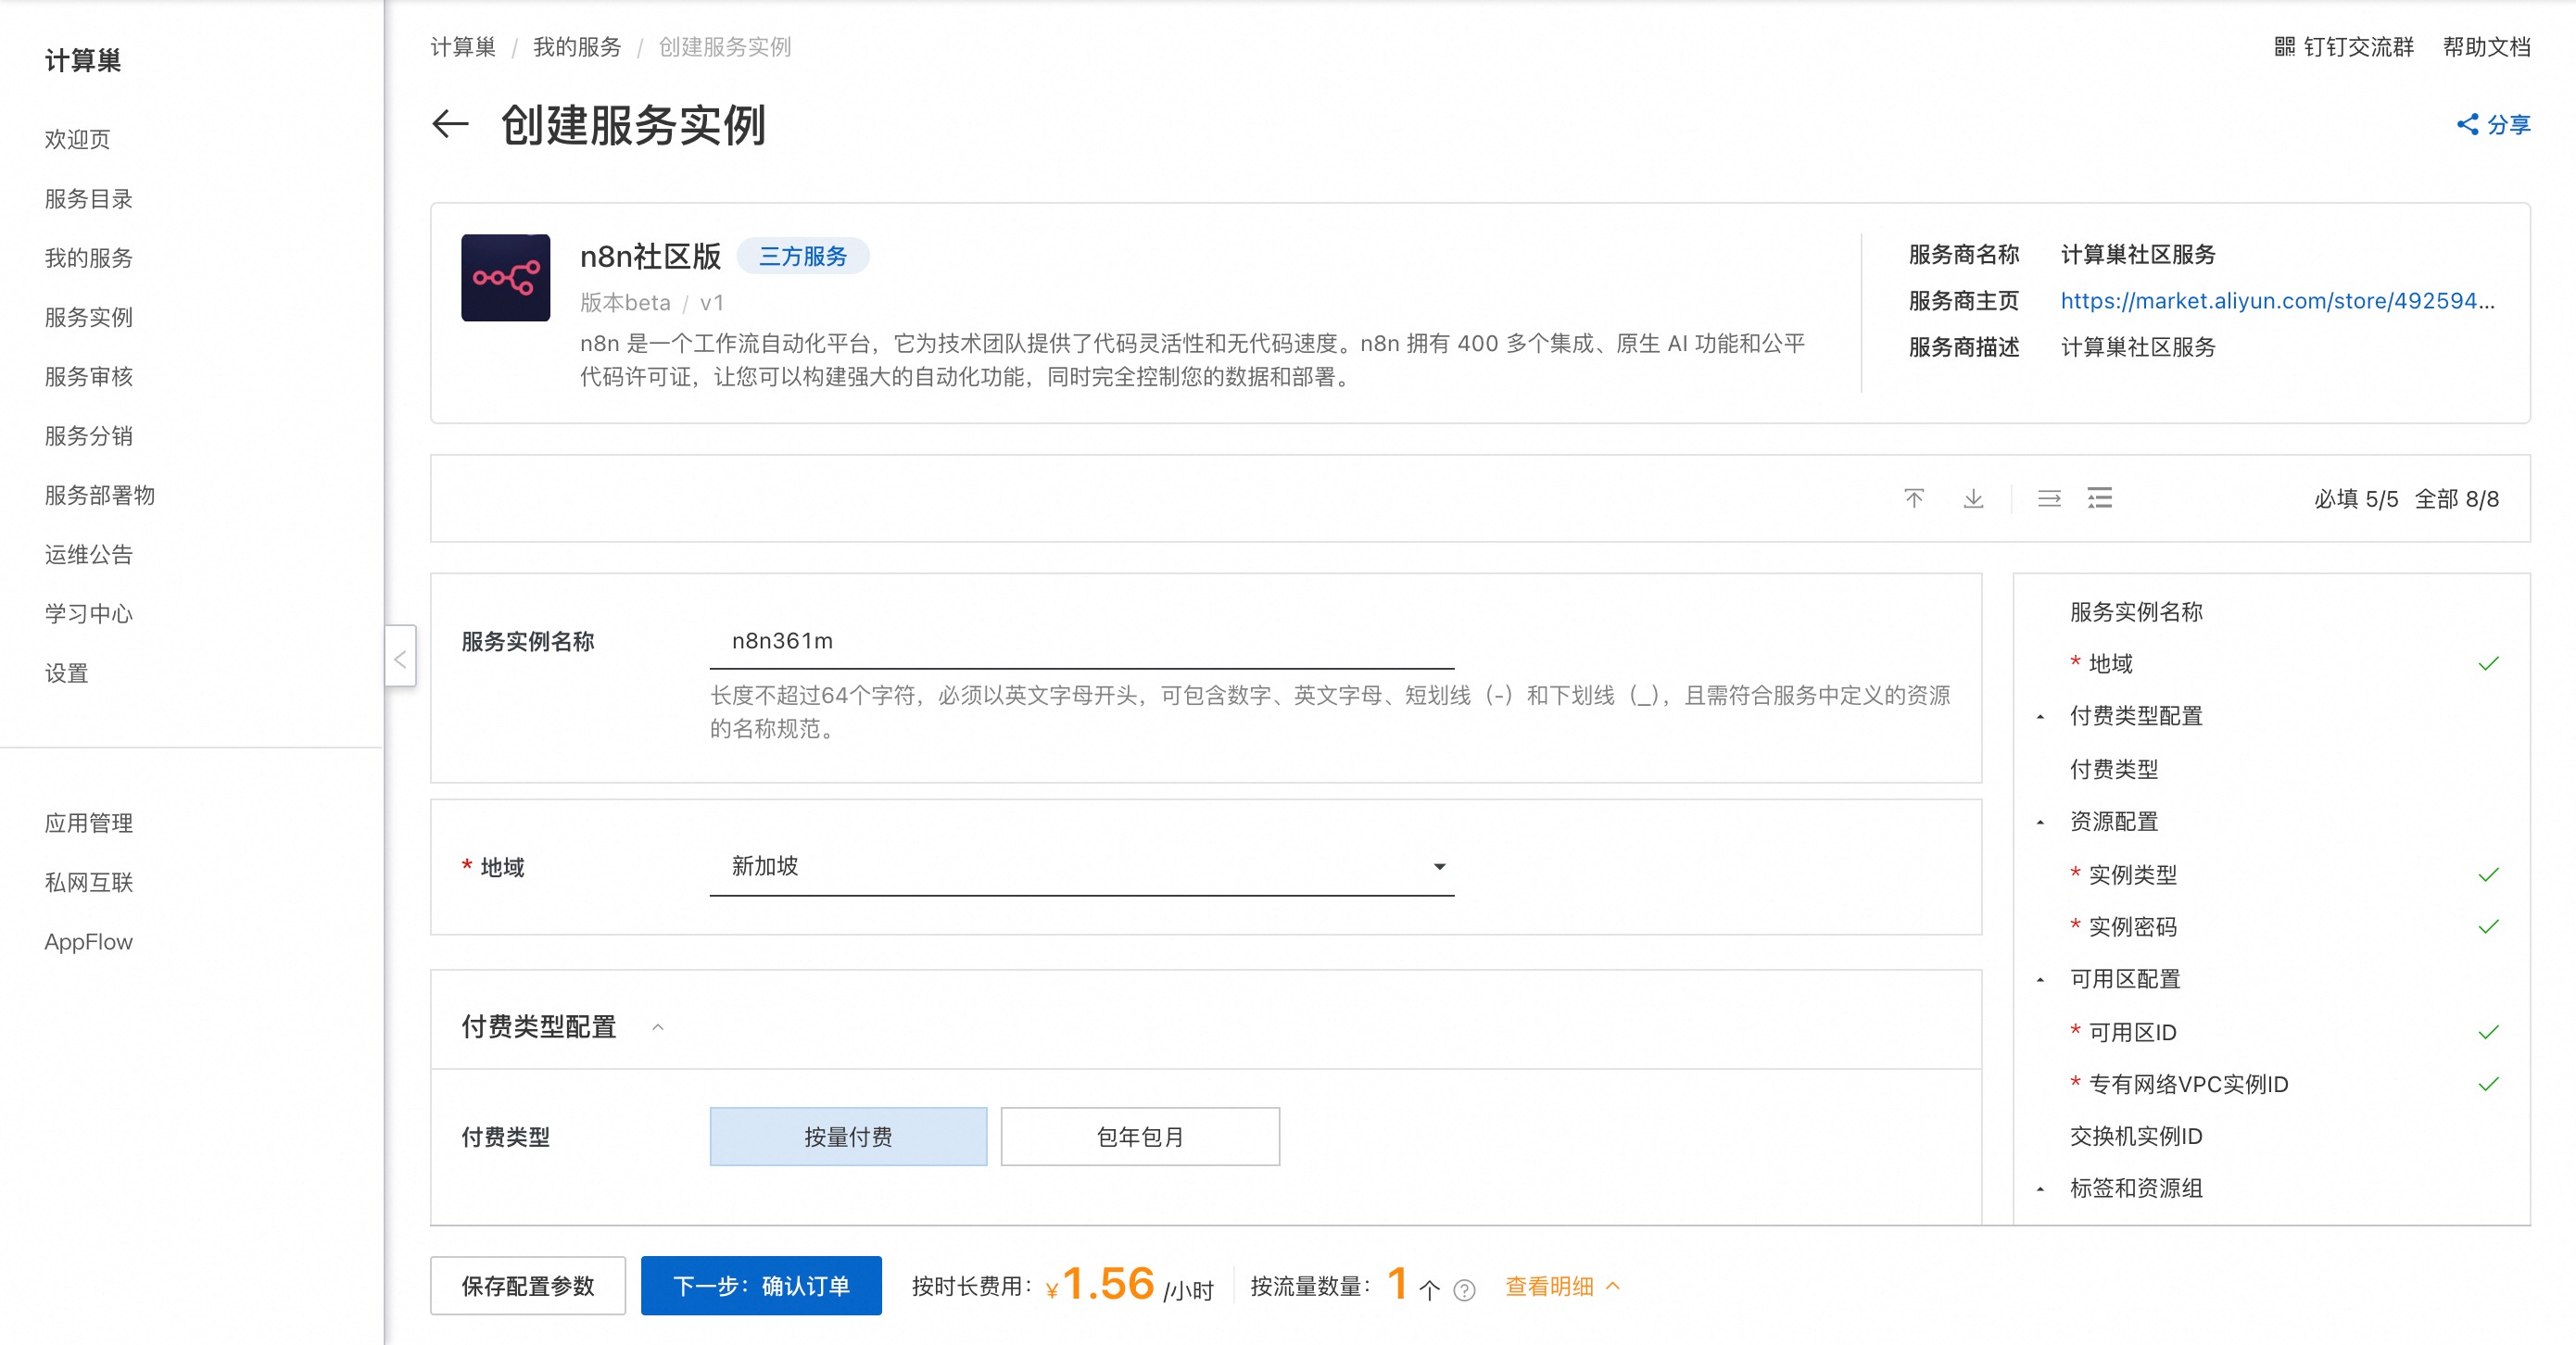 计算巢
欢迎页
服务目录
我的服务
服务实例
服务审核
服务分销
服务部署物
运维公告
学习中心
设置
应用管理
私网互联
AppFlow
计算巢 / 我的服务 / 创建服务实例
钉钉交流群 帮助文档
创建服务实例
分享
n8n社区版 三方服务
版本beta / v1
n8n 是一个工作流自动化平台，它为技术团队提供了代码灵活性和无代码速度。n8n 拥有 400 多个集成、原生 AI 功能和公平
代码许可证，让您可以构建强大的自动化功能，同时完全控制您的数据和部署。
服务商名称 计算巢社区服务
服务商主页 https://market.aliyun.com/store/492594...
服务商描述 计算巢社区服务
必填 5/5 全部 8/8
服务实例名称 n8n361m
长度不超过64个字符，必须以英文字母开头，可包含数字、英文字母、短划线（-）和下划线（_），且需符合服务中定义的资源
的名称规范。
* 地域 新加坡
付费类型配置
付费类型 按量付费 包年包月
服务实例名称
* 地域
付费类型配置
付费类型
资源配置
* 实例类型
* 实例密码
可用区配置
* 可用区ID
* 专有网络VPC实例ID
交换机实例ID
标签和资源组
保存配置参数 下一步：确认订单 按时长费用：¥1.56 /小时 按流量数量：1 个 ? 查看明细